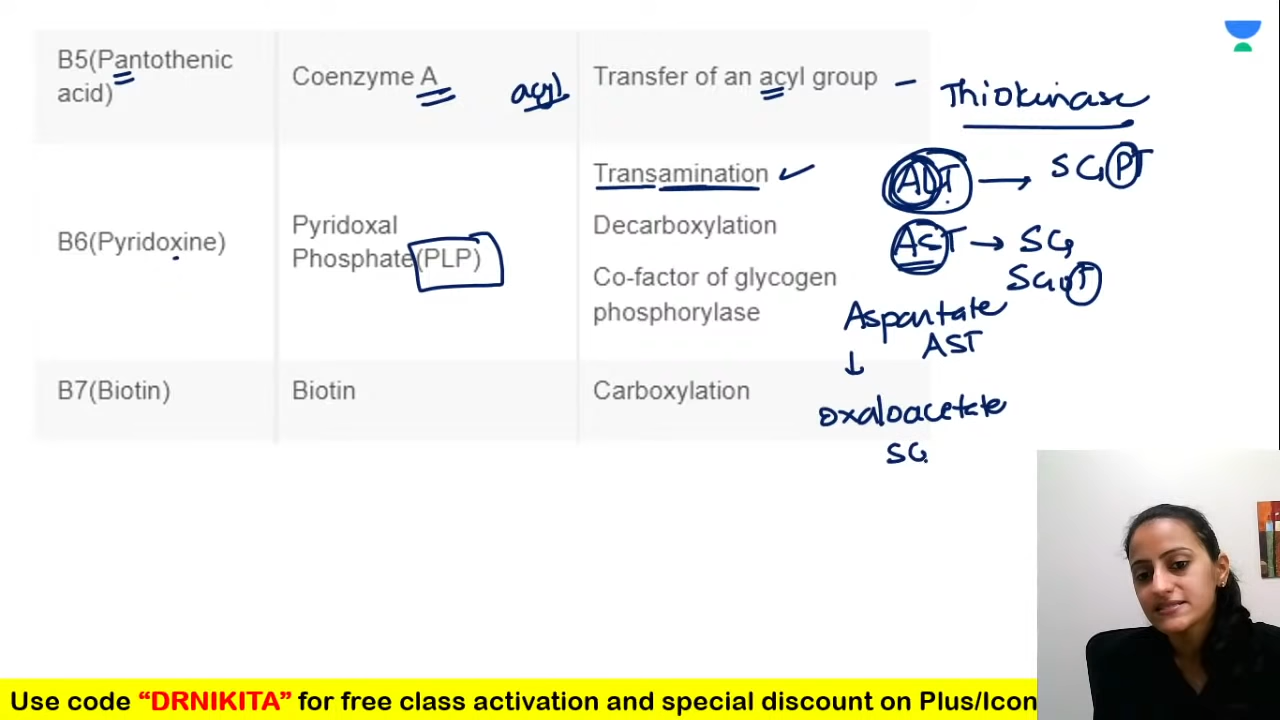 B5(Pantothenic acid)
Coenzyme A
acyl
Transfer of an acyl group –
Thiokinase
B6(Pyridoxine)
Pyridoxal
Phosphate(PLP)
Transamination ✓
Decarboxylation
Co-factor of glycogen
phosphorylase
ALT → SGPT
AST → SG
SGOT
Aspartate
AST
↓
oxaloacetate
SG
B7(Biotin)
Biotin
Carboxylation
Use code “DRNIKITA” for free class activation and special discount on Plus/Icon